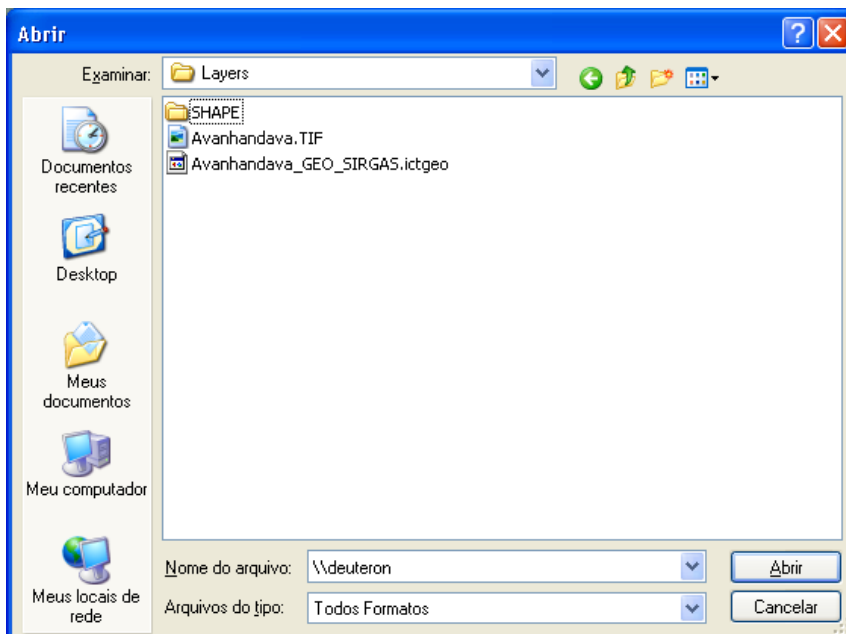 Abrir
Examinar:
Layers
SHAPE
Avanhandava.TIF
Avanhandava_GEO_SIRGAS.ictgeo
Documentos
recentes
Desktop
Meus
documentos
Meu computador
Meus locais de
rede
Nome do arquivo:
\\deuteron
Abrir
Arquivos do tipo:
Todos Formatos
Cancelar